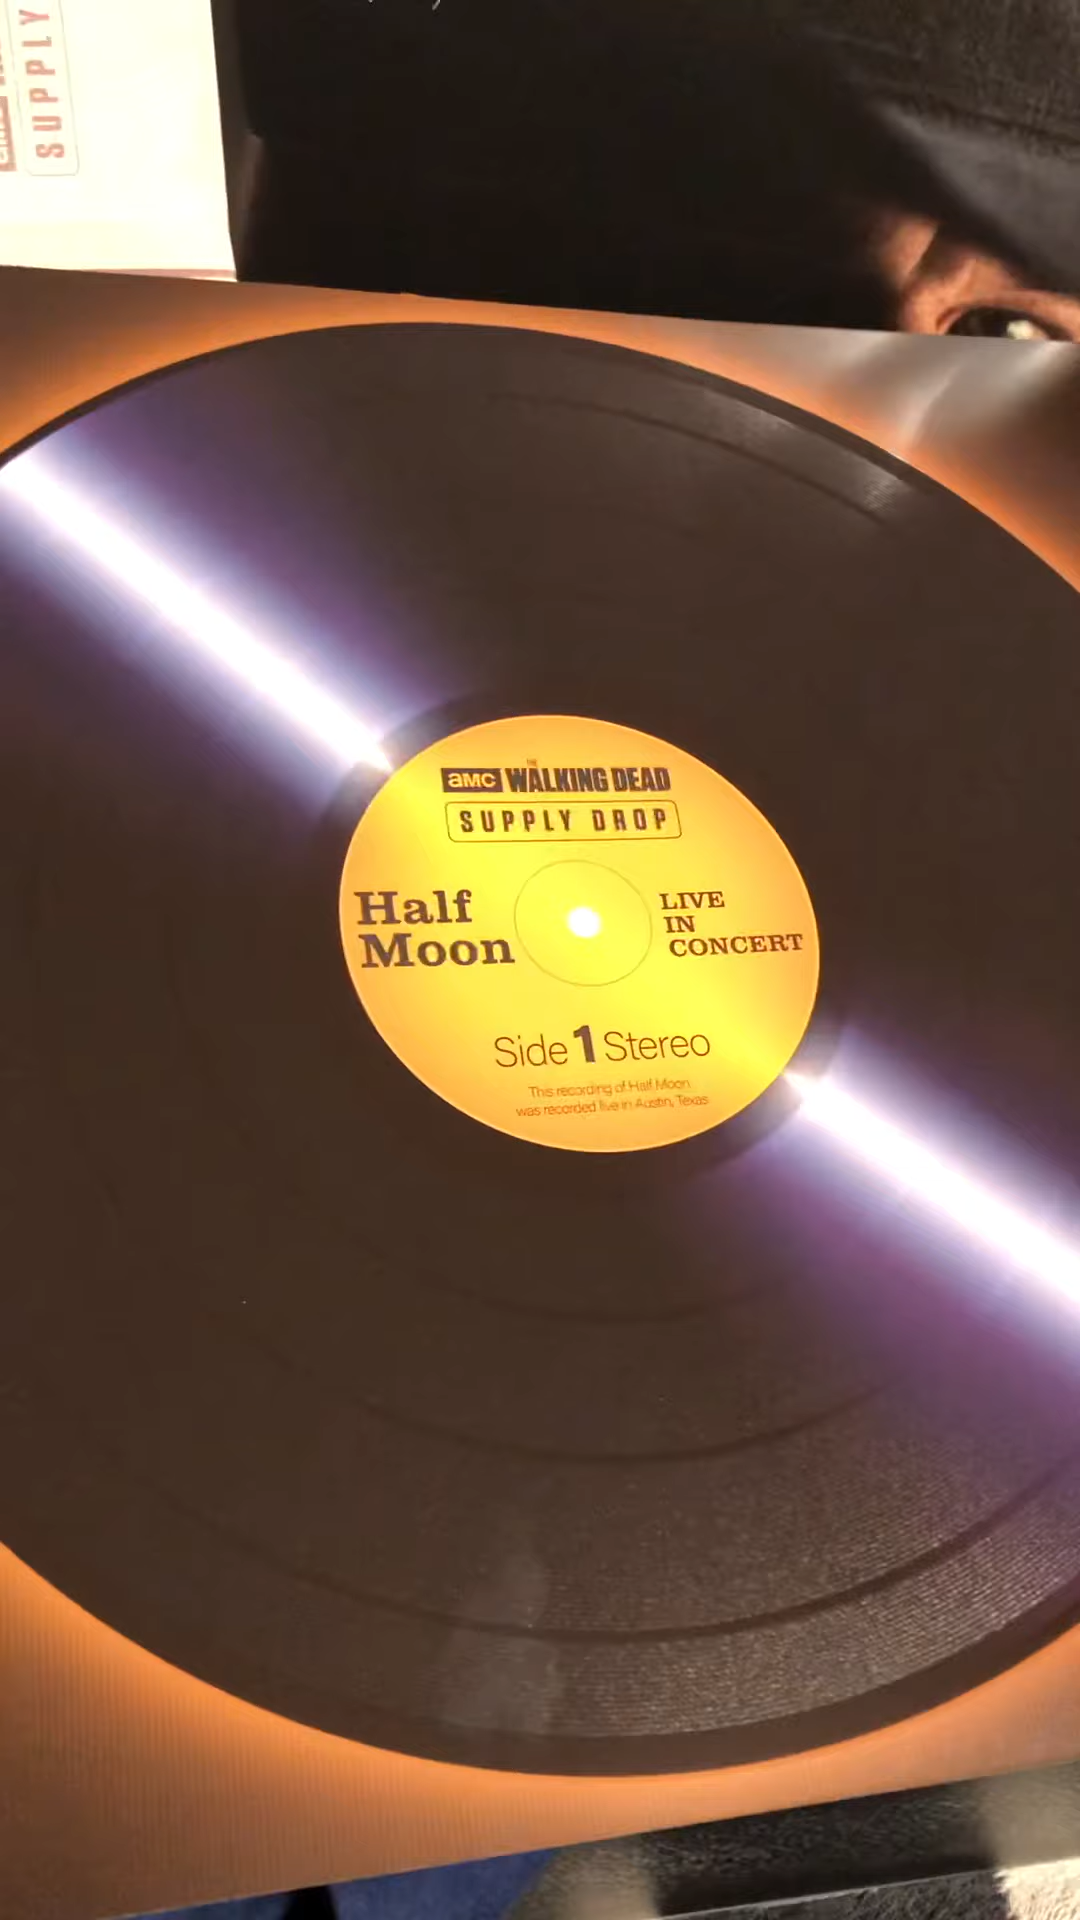 SUPPLY
amc THE WALKING DEAD
SUPPLY DROP
Half
Moon
LIVE
IN
CONCERT
Side 1 Stereo
This recording of Half Moon
was recorded live in Austin, Texas